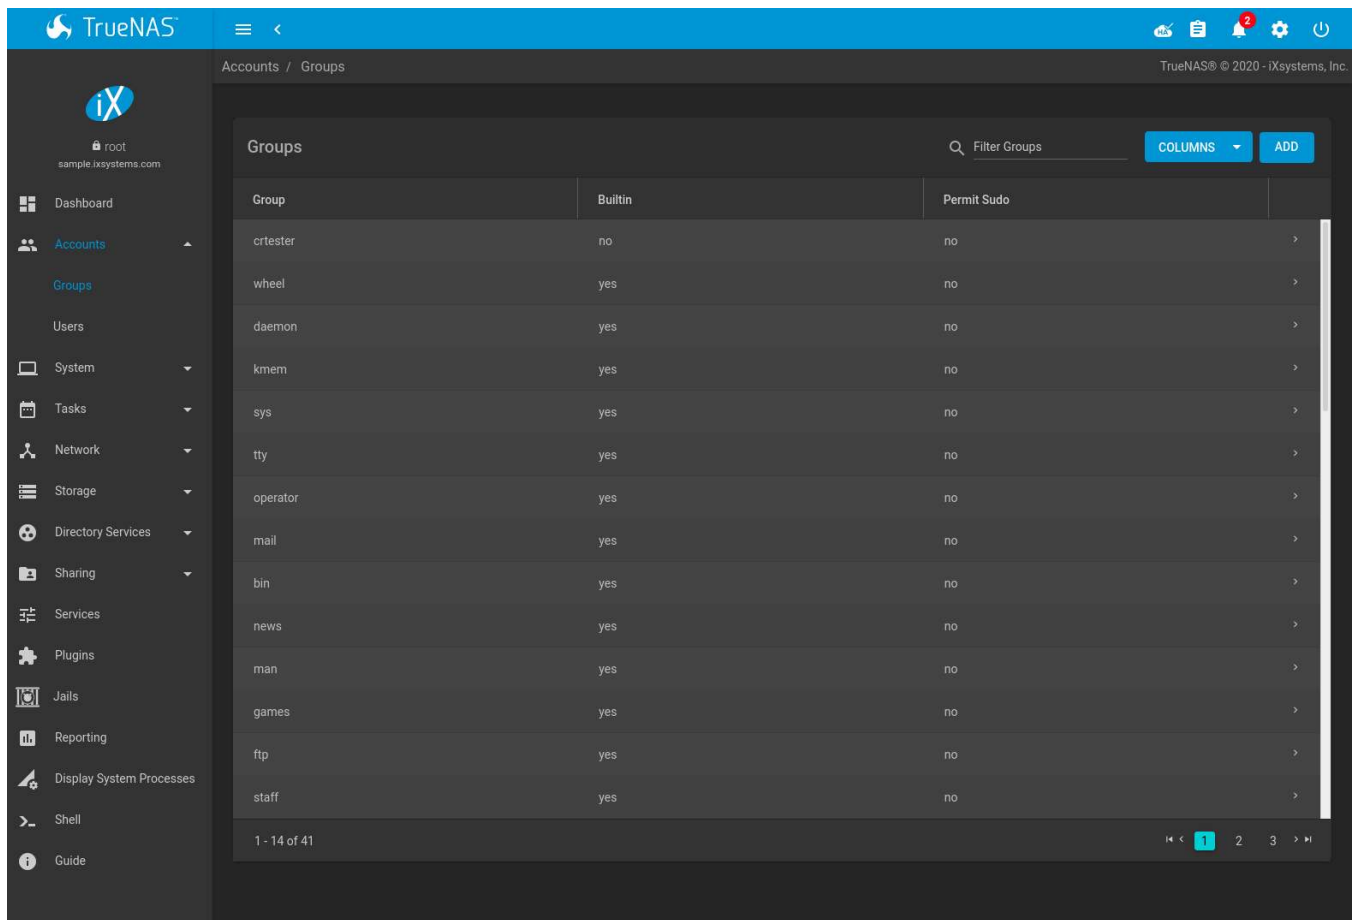 TrueNAS
HA
2
Accounts / Groups
TrueNAS® © 2020 - iXsystems, Inc.
iX
root
sample.ixsystems.com
Dashboard
Accounts
Groups
Users
System
Tasks
Network
Storage
Directory Services
Sharing
Services
Plugins
Jails
Reporting
Display System Processes
Shell
Guide
Groups
Filter Groups
COLUMNS
ADD
Group Builtin Permit Sudo
crtester no no
wheel yes no
daemon yes no
kmem yes no
sys yes no
tty yes no
operator yes no
mail yes no
bin yes no
news yes no
man yes no
games yes no
ftp yes no
staff yes no
1 - 14 of 41
1 2 3